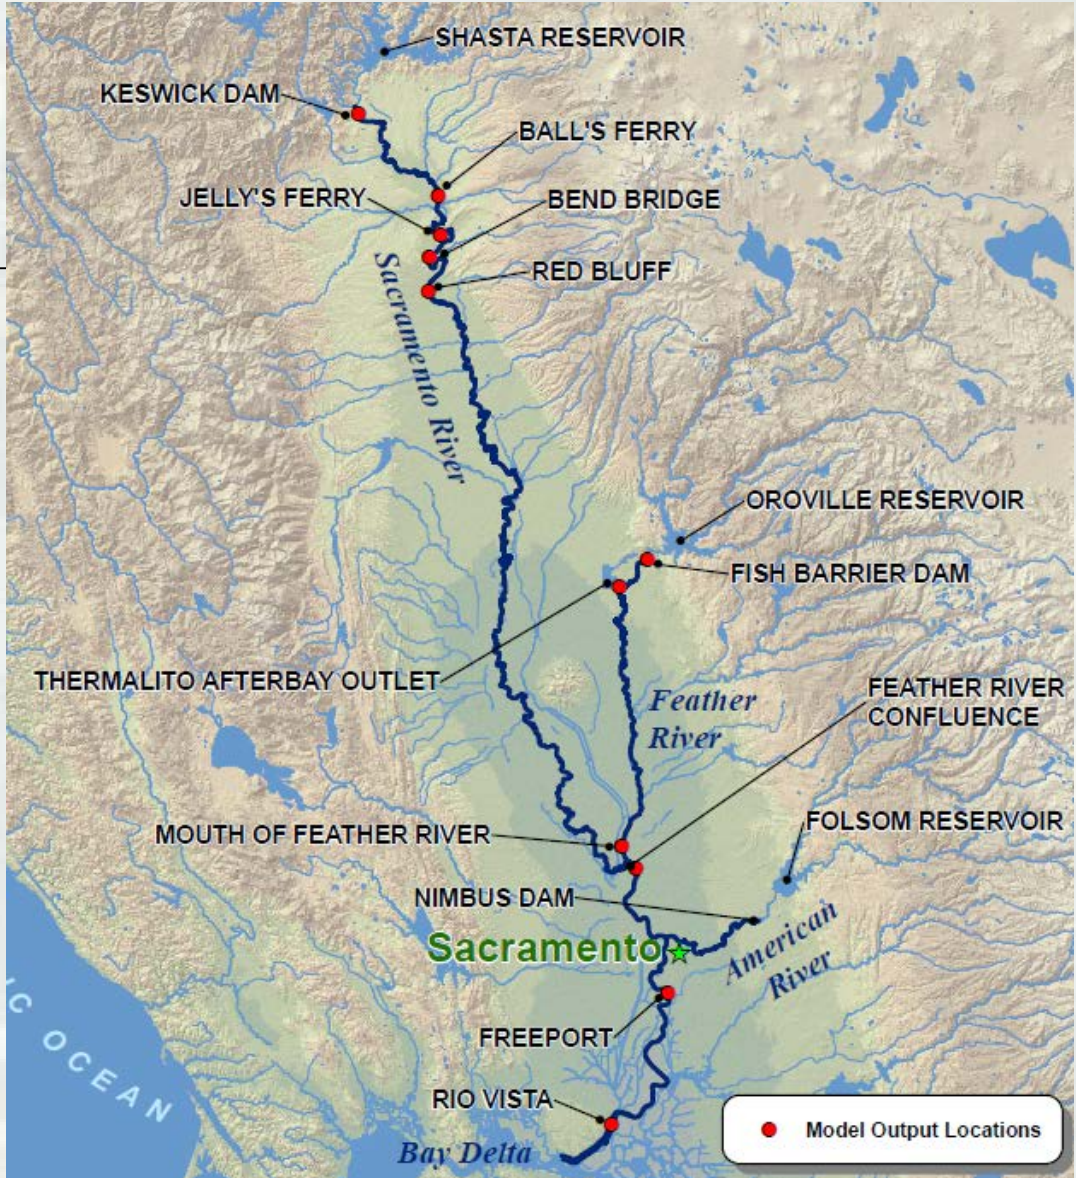 SHASTA RESERVOIR
KESWICK DAM
BALL'S FERRY
JELLY'S FERRY
BEND BRIDGE
RED BLUFF
Sacramento River
OROVILLE RESERVOIR
FISH BARRIER DAM
THERMALITO AFTERBAY OUTLET
FEATHER RIVER
CONFLUENCE
Feather
River
FOLSOM RESERVOIR
MOUTH OF FEATHER RIVER
NIMBUS DAM
Sacramento
American
River
IC OCEAN
FREEPORT
RIO VISTA
Model Output Locations
Bay Delta